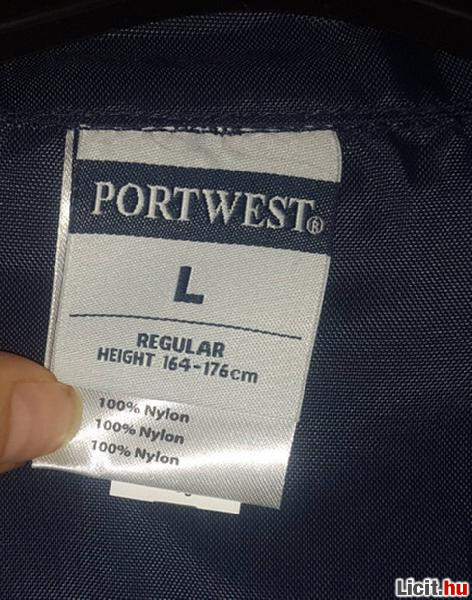 PORTWEST®
L
REGULAR
HEIGHT 164-176cm
100% Nylon
100% Nylon
100% Nylon
Licit.hu